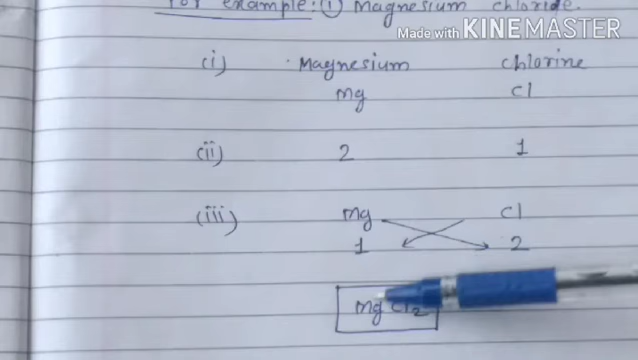 For example: ① Magnesium chloride.
Made with KINEMASTER
(i) Magnesium chlorine
Mg Cl
(ii) 2 1
(iii) Mg Cl
1 2
Mg Cl2